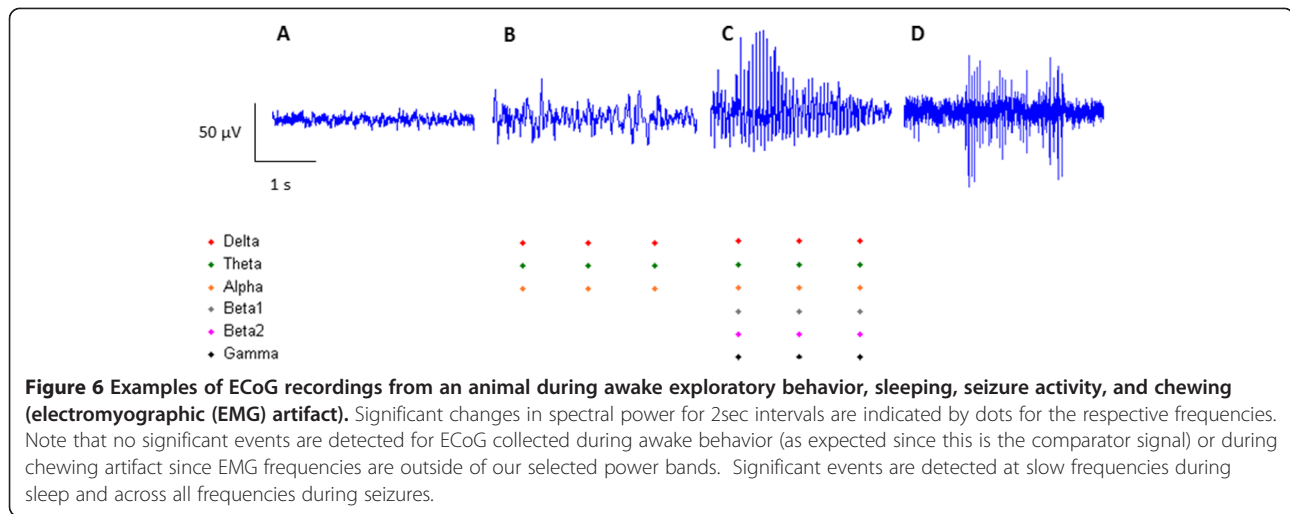 A B C D
50 µV
1 s
Delta
Theta
Alpha
Beta1
Beta2
Gamma
Figure 6 Examples of ECoG recordings from an animal during awake exploratory behavior, sleeping, seizure activity, and chewing
(electromyographic (EMG) artifact). Significant changes in spectral power for 2sec intervals are indicated by dots for the respective frequencies.
Note that no significant events are detected for ECoG collected during awake behavior (as expected since this is the comparator signal) or during
chewing artifact since EMG frequencies are outside of our selected power bands. Significant events are detected at slow frequencies during
sleep and across all frequencies during seizures.